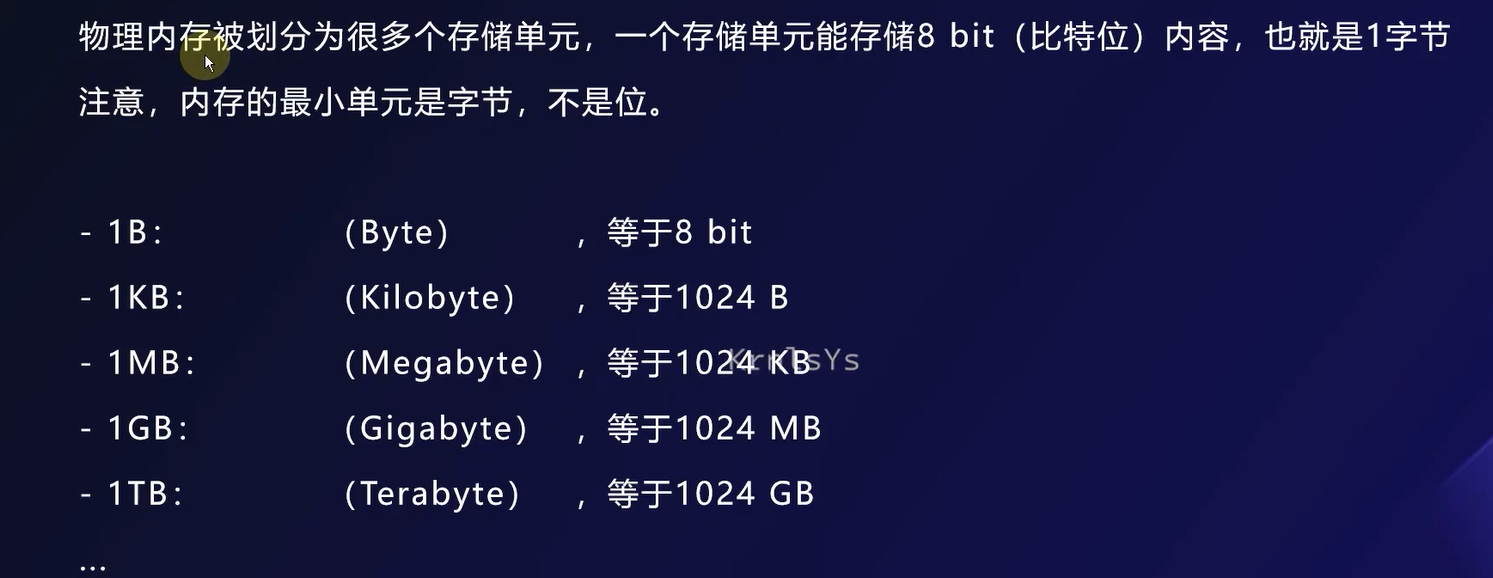 物理内存被划分为很多个存储单元，一个存储单元能存储8 bit（比特位）内容，也就是1字节
注意，内存的最小单元是字节，不是位。
- 1B： （Byte） ，等于8 bit
- 1KB： （Kilobyte） ，等于1024 B
- 1MB： （Megabyte） ，等于1024 KB
- 1GB： （Gigabyte） ，等于1024 MB
- 1TB： （Terabyte） ，等于1024 GB
...